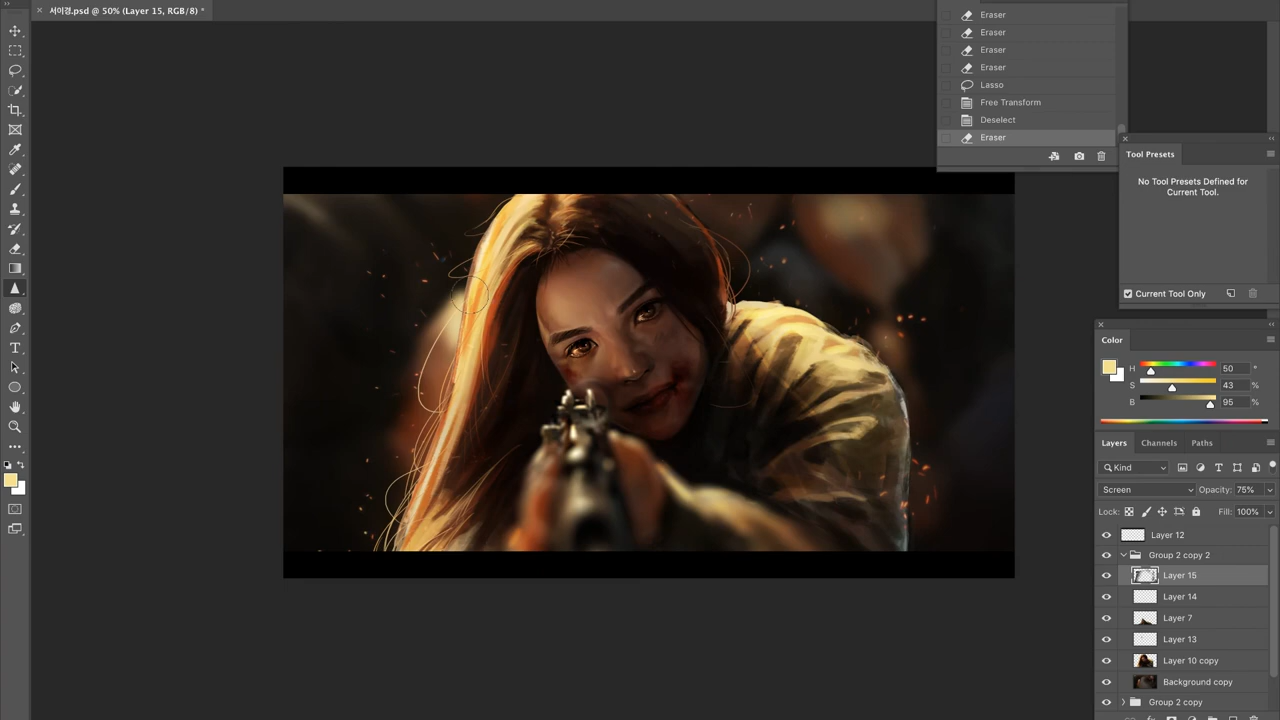 서이경.psd @ 50% (Layer 15, RGB/8) *
Eraser
Eraser
Eraser
Eraser
Lasso
Free Transform
Deselect
Eraser
Tool Presets
No Tool Presets Defined for
Current Tool.
Current Tool Only
Color
H 50 °
S 43 %
B 95 %
Layers Channels Paths
Kind
Screen Opacity: 75%
Lock: Fill: 100%
Layer 12
Group 2 copy 2
Layer 15
Layer 14
Layer 7
Layer 13
Layer 10 copy
Background copy
Group 2 copy